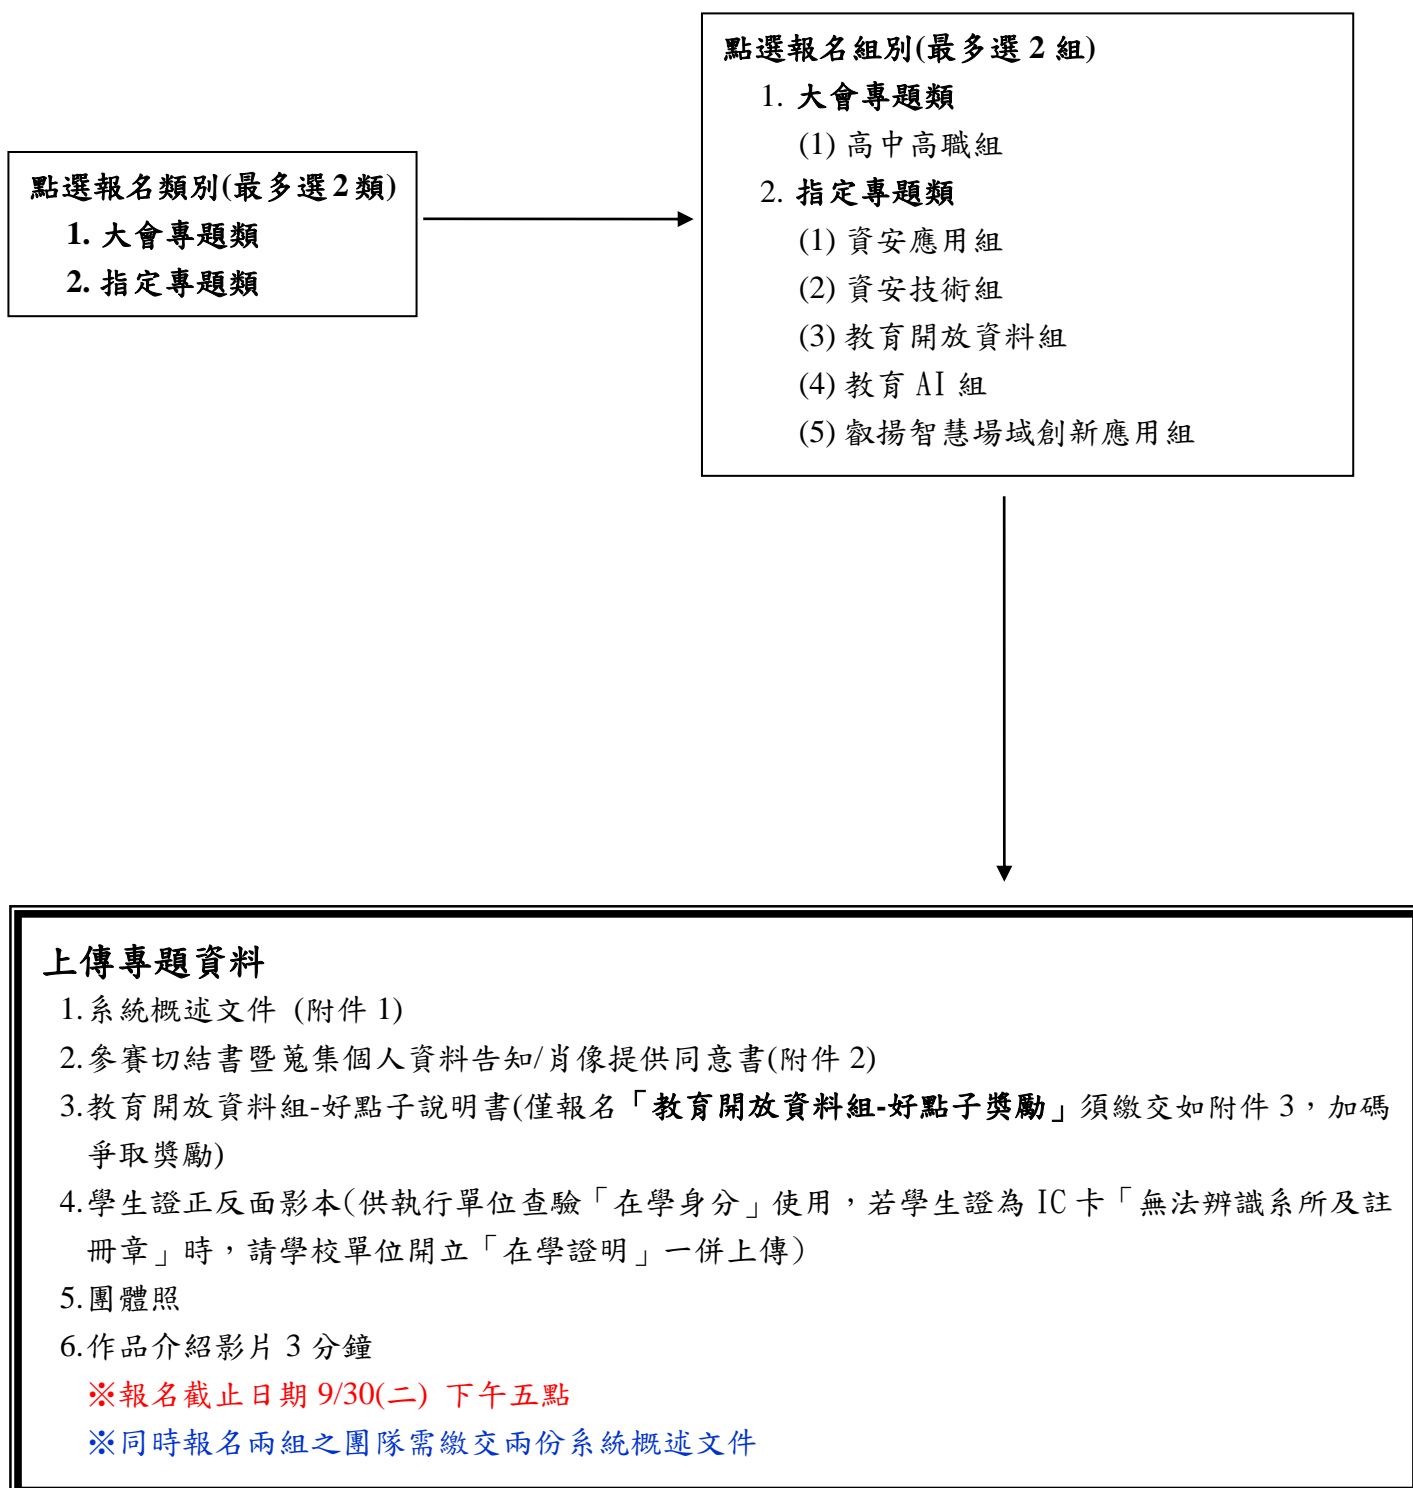 點選報名組別(最多選 2 組)
1. 大會專題類
(1) 高中高職組
2. 指定專題類
(1) 資安應用組
(2) 資安技術組
(3) 教育開放資料組
(4) 教育 AI 組
(5) 叡揚智慧場域創新應用組
點選報名類別(最多選 2 類)
1. 大會專題類
2. 指定專題類
上傳專題資料
1.系統概述文件 (附件 1)
2.參賽切結書暨蒐集個人資料告知/肖像提供同意書(附件 2)
3.教育開放資料組-好點子說明書(僅報名「教育開放資料組-好點子獎勵」須繳交如附件 3，加碼
爭取獎勵)
4.學生證正反面影本(供執行單位查驗「在學身分」使用，若學生證為 IC 卡「無法辨識系所及註
冊章」時，請學校單位開立「在學證明」一併上傳)
5.團體照
6.作品介紹影片 3 分鐘
※報名截止日期 9/30(二) 下午五點
※同時報名兩組之團隊需繳交兩份系統概述文件